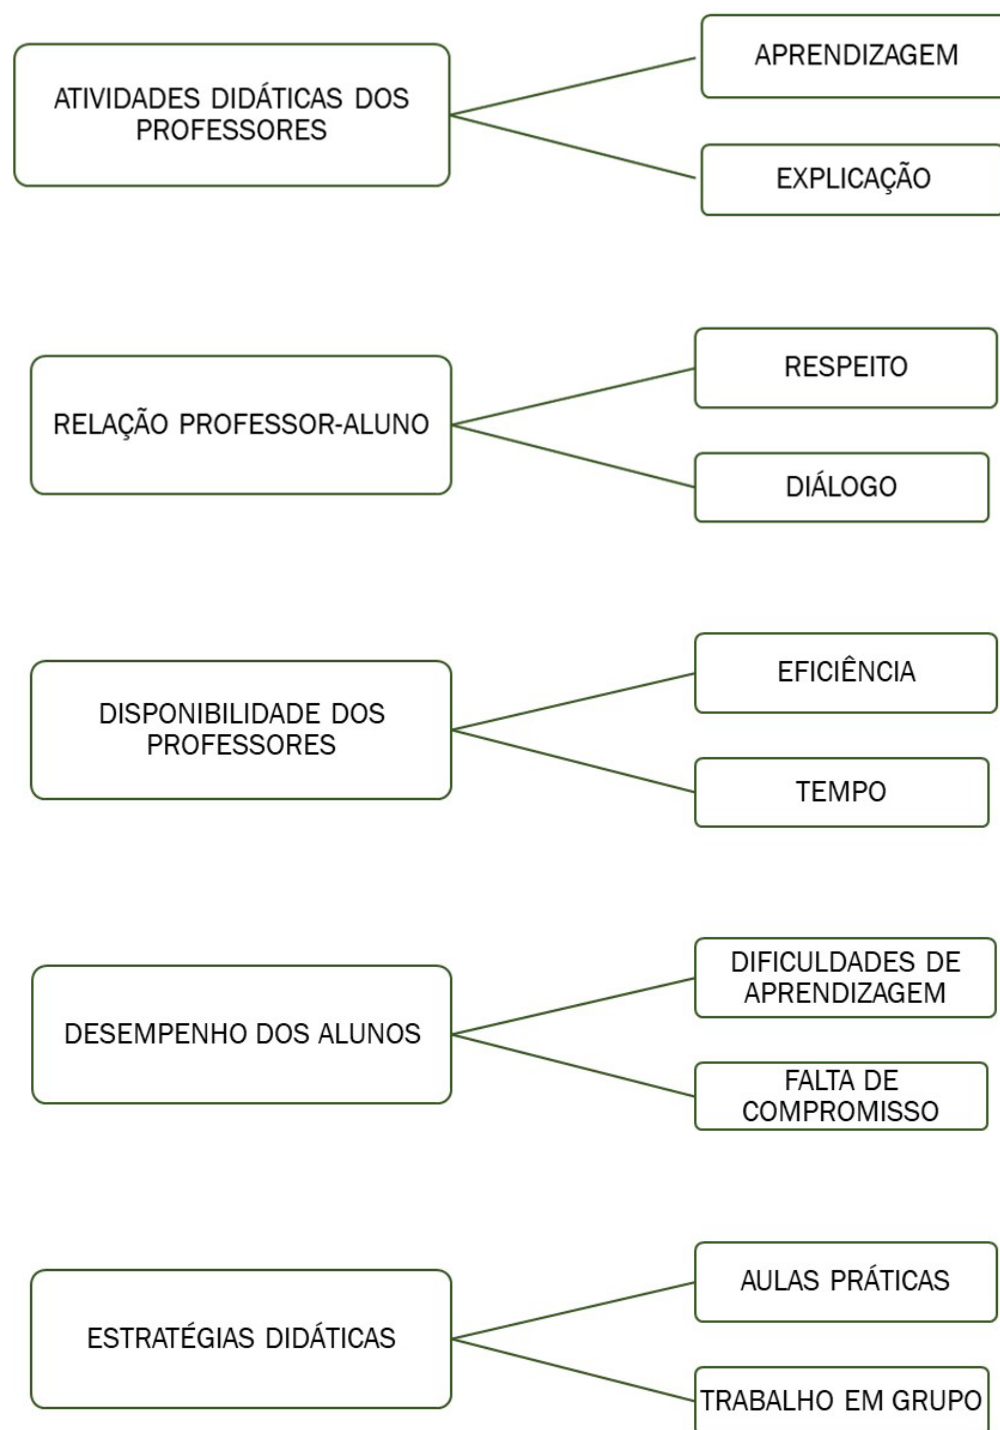 ATIVIDADES DIDÁTICAS DOS
PROFESSORES
APRENDIZAGEM
EXPLICAÇÃO
RELAÇÃO PROFESSOR-ALUNO
RESPEITO
DIÁLOGO
DISPONIBILIDADE DOS
PROFESSORES
EFICIÊNCIA
TEMPO
DESEMPENHO DOS ALUNOS
DIFICULDADES DE
APRENDIZAGEM
FALTA DE
COMPROMISSO
ESTRATÉGIAS DIDÁTICAS
AULAS PRÁTICAS
TRABALHO EM GRUPO